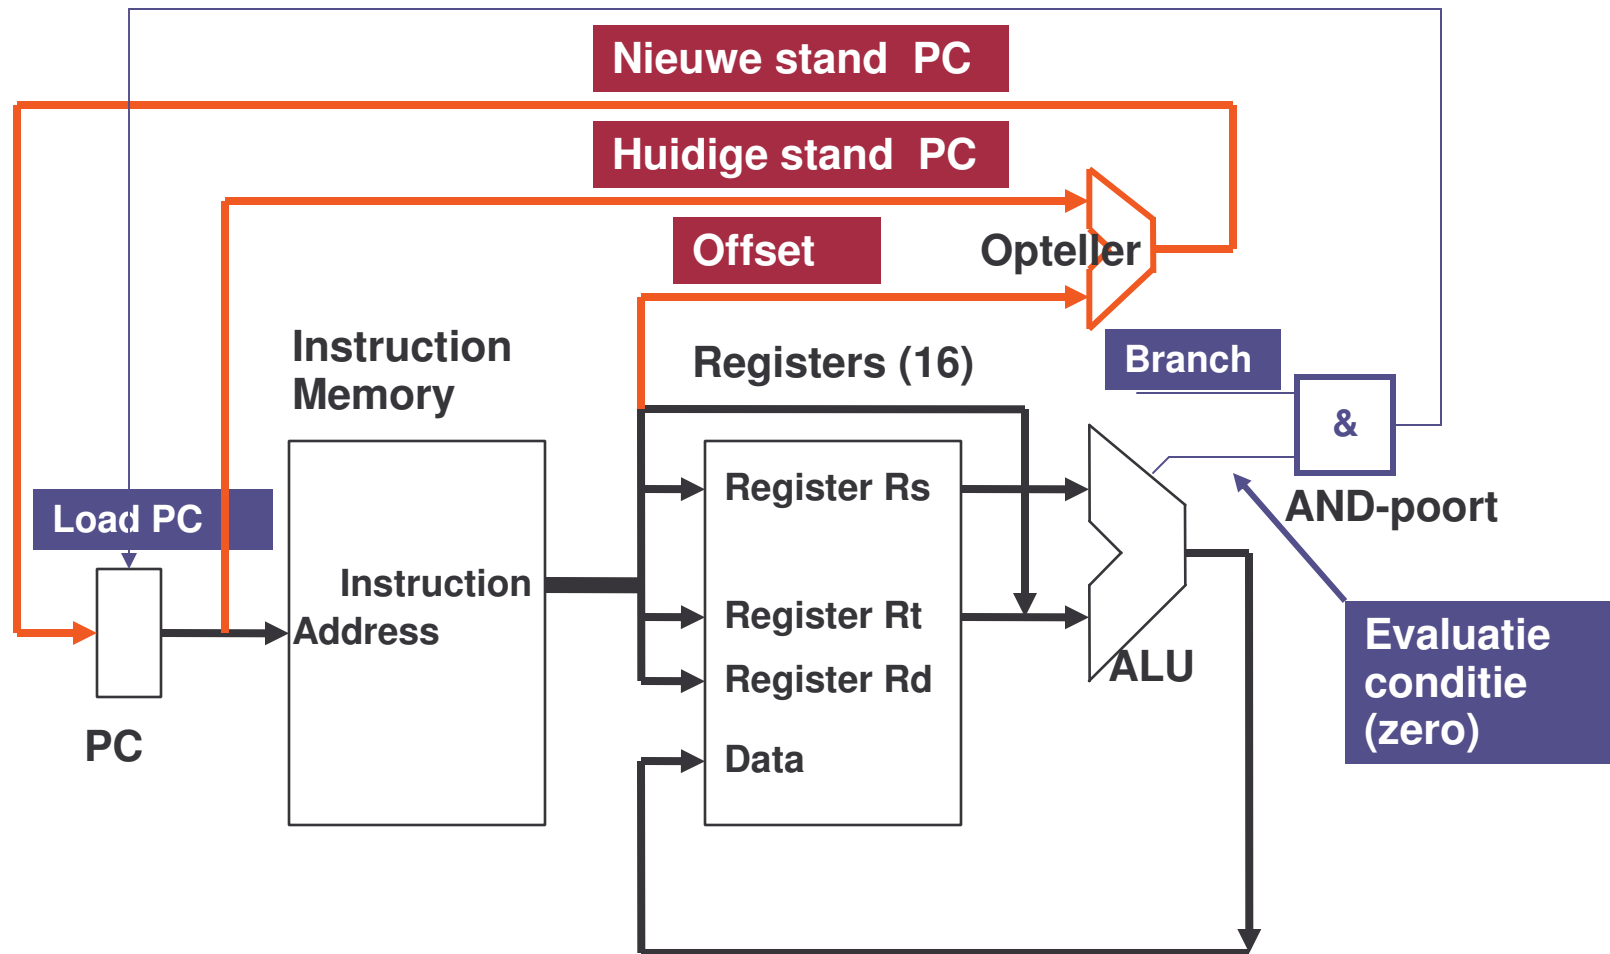 Nieuwe stand PC
Huidige stand PC
Offset
Opteller
Instruction
Memory
Registers (16)
Branch
&
AND-poort
Load PC
Register Rs
Instruction
Address
Register Rt
Register Rd
ALU
Evaluatie
conditie
(zero)
PC
Data